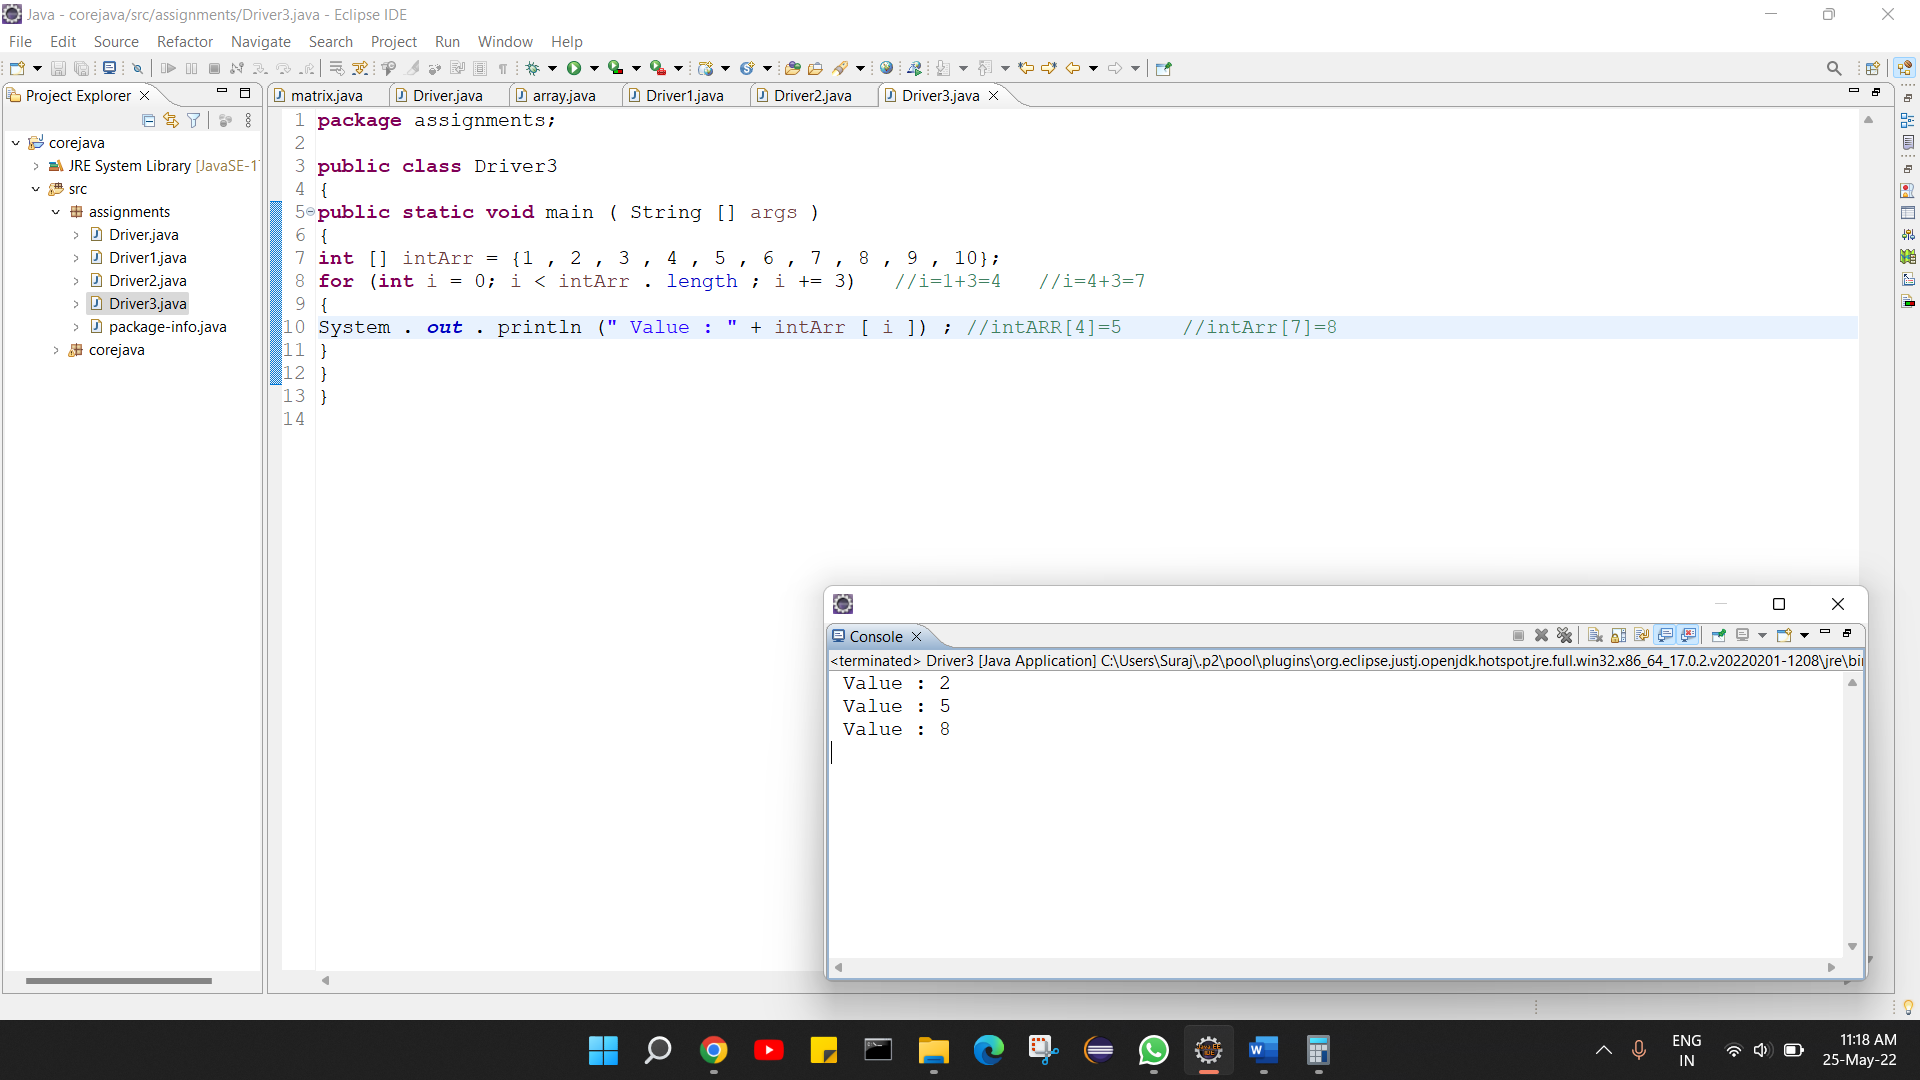 Java - corejava/src/assignments/Driver3.java - Eclipse IDE
File Edit Source Refactor Navigate Search Project Run Window Help
Project Explorer
matrix.java Driver.java array.java Driver1.java Driver2.java Driver3.java
corejava
JRE System Library [JavaSE-1
src
assignments
Driver.java
Driver1.java
Driver2.java
Driver3.java
package-info.java
corejava
1 package assignments;
2
3 public class Driver3
4 {
5 public static void main ( String [] args )
6 {
7 int [] intArr = {1 , 2 , 3 , 4 , 5 , 6 , 7 , 8 , 9 , 10};
8 for (int i = 0; i < intArr . length ; i += 3) //i=1+3=4 //i=4+3=7
9 {
10 System . out . println (" Value : " + intArr [ i ]) ; //intARR[4]=5 //intArr[7]=8
11 }
12 }
13 }
14
Console
<terminated> Driver3 [Java Application] C:\Users\Suraj\.p2\pool\plugins\org.eclipse.justj.openjdk.hotspot.jre.full.win32.x86_64_17.0.2.v20220201-1208\jre\bi
Value : 2
Value : 5
Value : 8
ENG
IN
11:18 AM
25-May-22